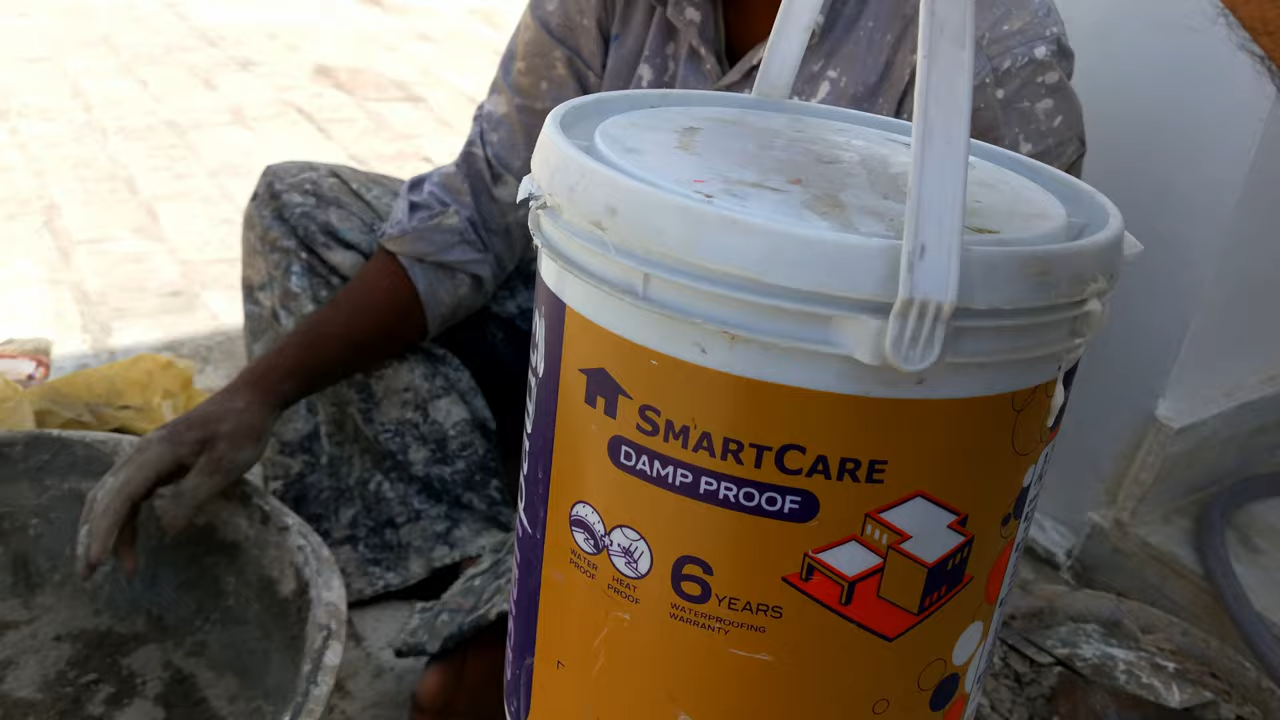 SMARTCARE
DAMP PROOF
WATER
PROOF
HEAT
PROOF
6 YEARS
WATERPROOFING
WARRANTY